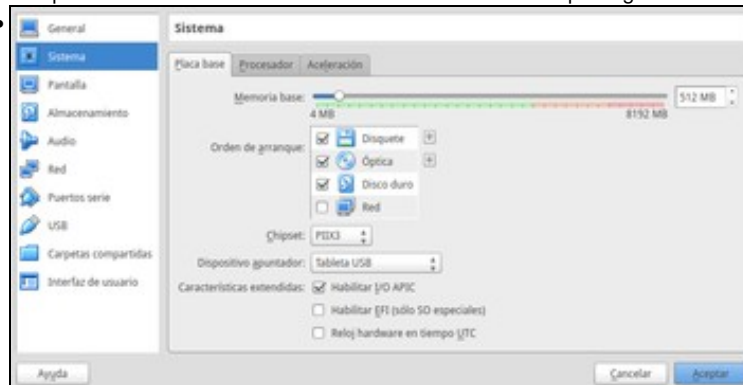 General
Sistema
Pantalla
Almacenamiento
Audio
Red
Puertos serie
USB
Carpetas compartidas
Interfaz de usuario
Sistema
Placa base Procesador Aceleración
Memoria base: 512 MB
4 MB 8192 MB
Orden de arranque: Disquete
Óptica
Disco duro
Red
Chipset: PIIX3
Dispositivo apuntador: Tableta USB
Características extendidas: Habilitar I/O APIC
Habilitar EFI (sólo SO especiales)
Reloj hardware en tiempo UTC
Ayuda Cancelar Aceptar